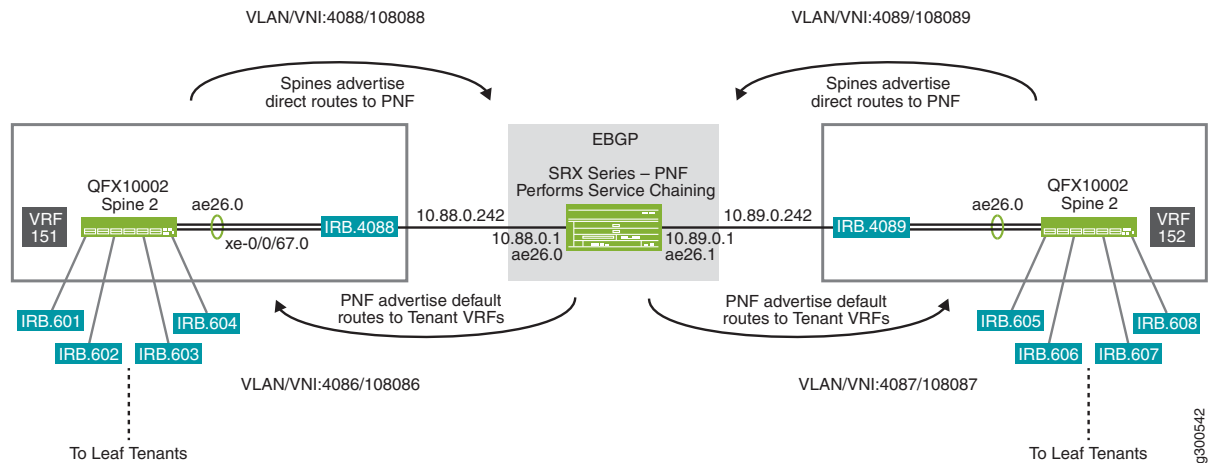 VLAN/VNI:4088/108088
VLAN/VNI:4089/108089
Spines advertise
direct routes to PNF
Spines advertise
direct routes to PNF
EBGP
SRX Series – PNF
Performs Service Chaining
QFX10002
Spine 2
VRF
151
ae26.0
xe-0/0/67.0
IRB.4088
10.88.0.242
10.88.0.1
ae26.0
10.89.0.242
10.89.0.1
ae26.1
IRB.4089
ae26.0
QFX10002
Spine 2
VRF
152
PNF advertise default
routes to Tenant VRFs
PNF advertise default
routes to Tenant VRFs
IRB.601
IRB.602
IRB.603
IRB.604
IRB.605
IRB.606
IRB.607
IRB.608
VLAN/VNI:4086/108086
VLAN/VNI:4087/108087
To Leaf Tenants
To Leaf Tenants
g300542